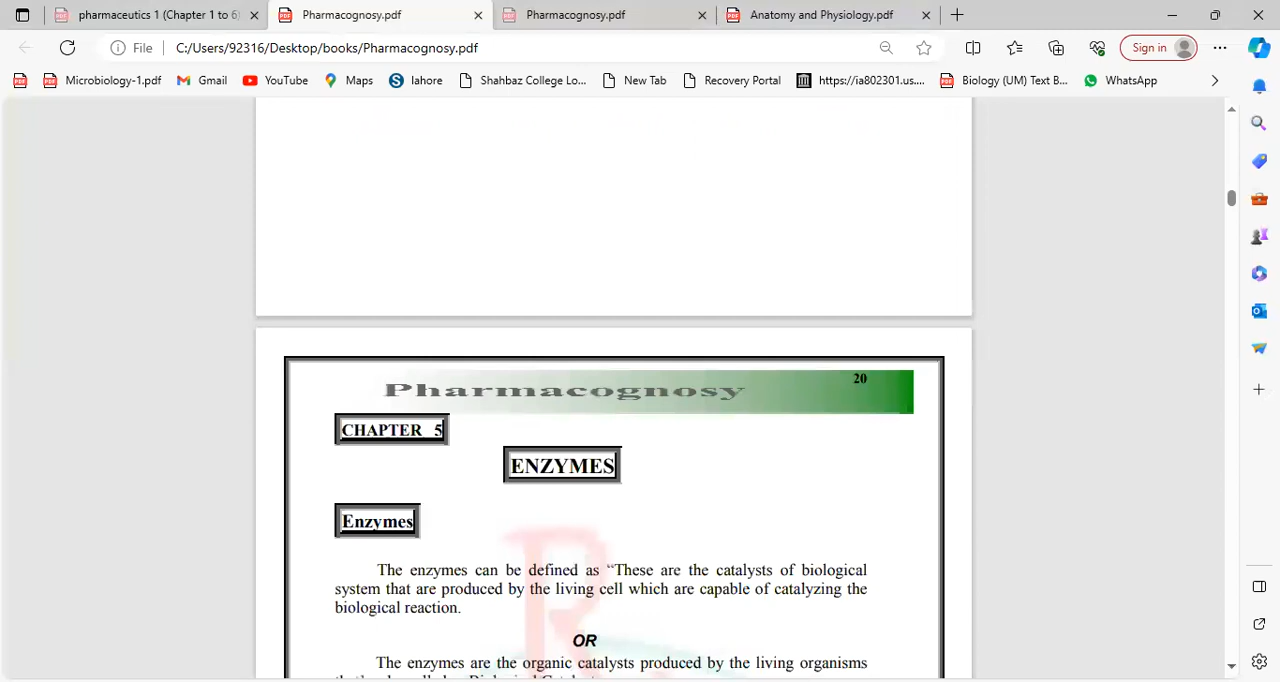 pharmaceutics 1 (Chapter 1 to 6)
Pharmacognosy.pdf
Pharmacognosy.pdf
Anatomy and Physiology.pdf
File
C:/Users/92316/Desktop/books/Pharmacognosy.pdf
Sign in
Microbiology-1.pdf
Gmail
YouTube
Maps
lahore
Shahbaz College Lo...
New Tab
Recovery Portal
https://ia802301.us....
Biology (UM) Text B...
WhatsApp
Pharmacognosy
20
CHAPTER 5
ENZYMES
Enzymes
The enzymes can be defined as “These are the catalysts of biological
system that are produced by the living cell which are capable of catalyzing the
biological reaction.
OR
The enzymes are the organic catalysts produced by the living organisms